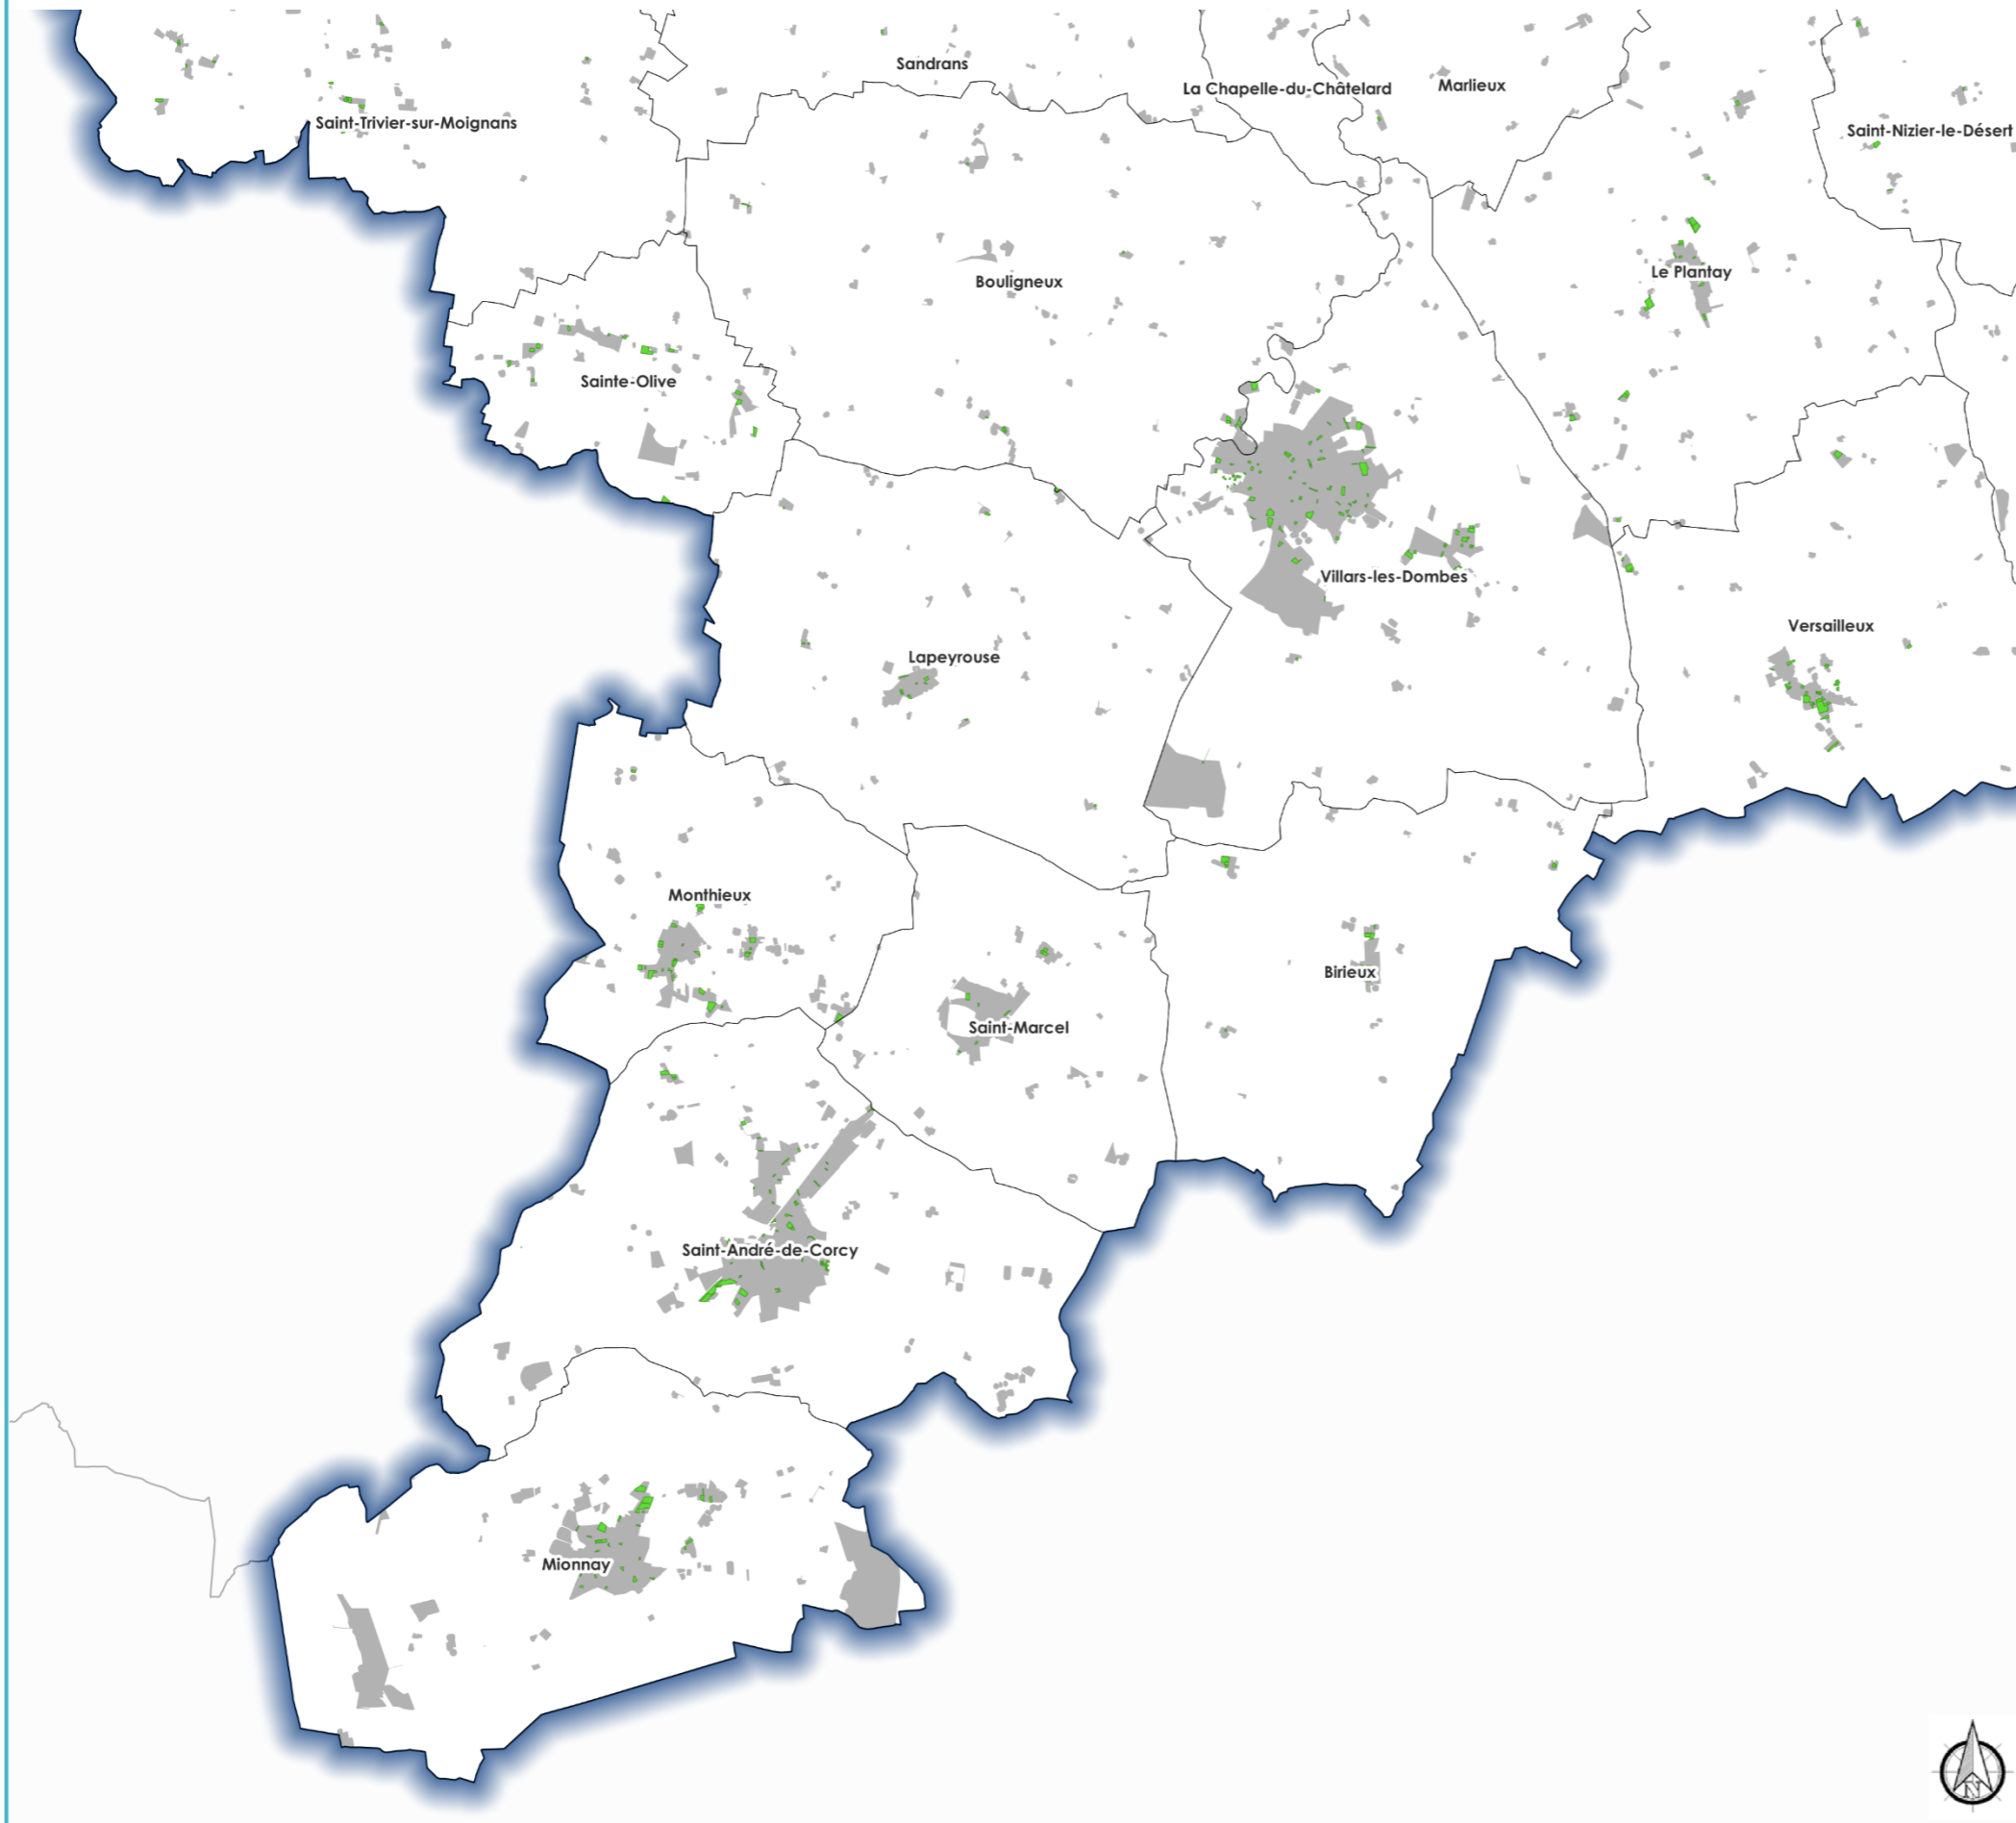 Sandrans
La Chapelle-du-Châtelard
Marlieux
Saint-Trivier-sur-Moignans
Saint-Nizier-le-Désert
Le Plantay
Bouligneux
Sainte-Olive
Villars-les-Dombes
Versailleux
Lapeyrouse
Monthieux
Birieux
Saint-Marcel
Saint-André-de-Corcy
Mionnay
N